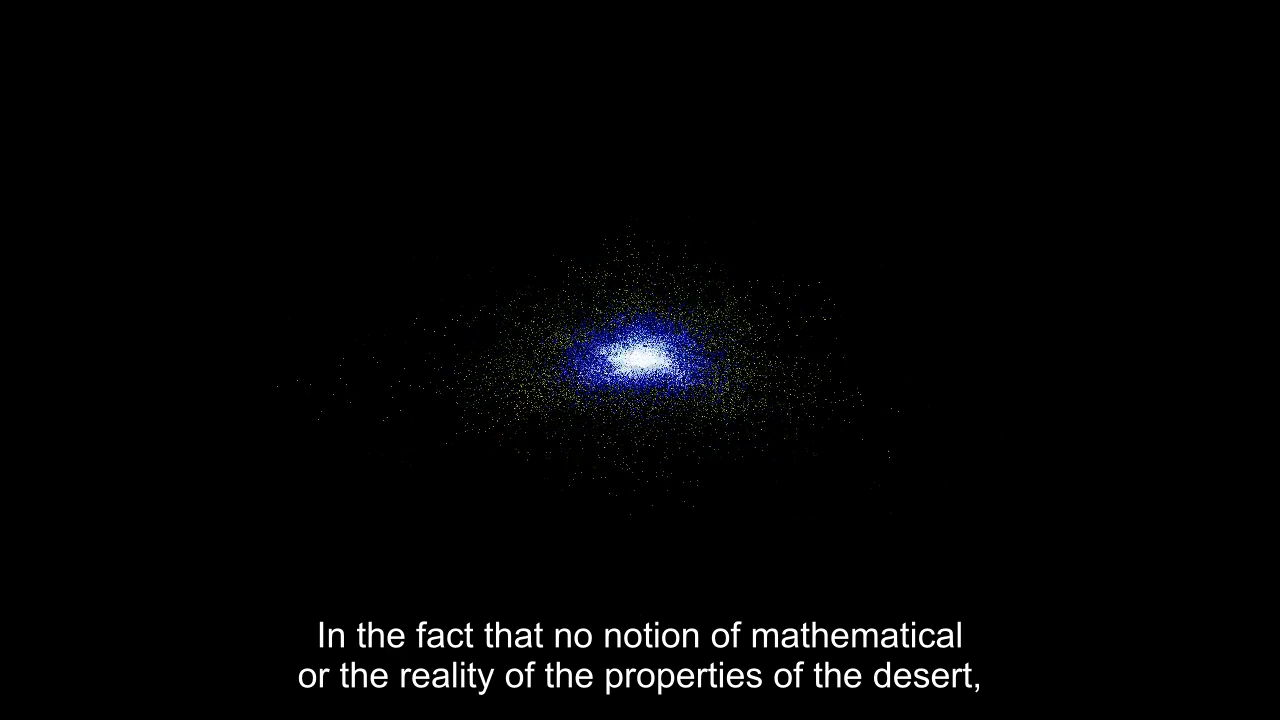 In the fact that no notion of mathematical
or the reality of the properties of the desert,